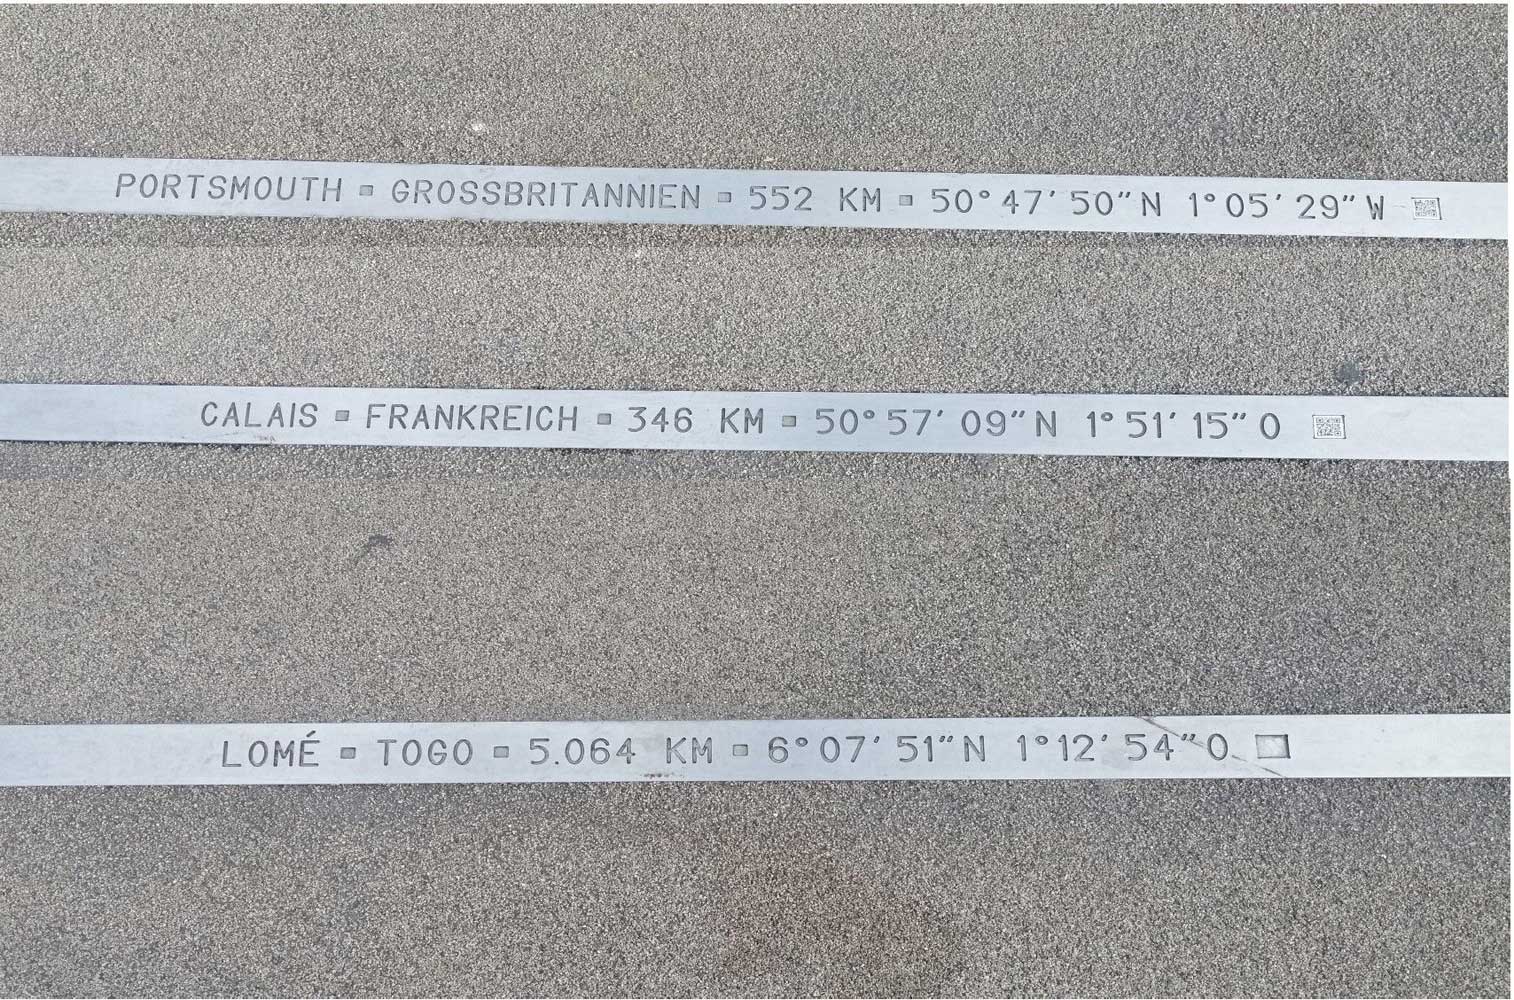 PORTSMOUTH ▪ GROSSBRITANNIEN ▪ 552 KM ▪ 50°47'50"N 1°05'29"W
CALAIS ▪ FRANKREICH ▪ 346 KM ▪ 50°57'09"N 1°51'15"O
LOMÉ ▪ TOGO ▪ 5.064 KM ▪ 6°07'51"N 1°12'54"O